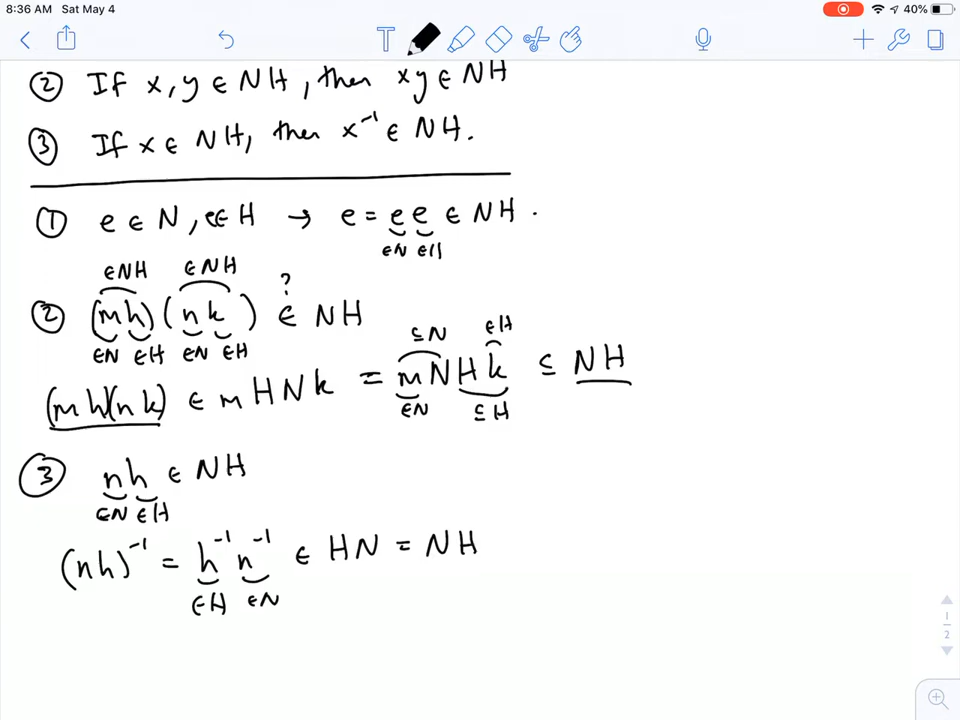 8:36 AM Sat May 4 40%
② If x, y ∈ NH, then xy ∈ NH
③ If x ∈ NH, then x⁻¹ ∈ NH.
① e ∈ N, e∈H → e = e e ∈ NH.
∈N ∈H
∈NH ∈NH ?
② (mh)(nk) ∈ NH
∈N ∈H ∈N ∈H
⊆N ∈H
(mh)(nk) ∈ mHNk = mNHk ⊆ NH
∈N ⊆H
③ nh ∈ NH
∈N ∈H
(nh)⁻¹ = h⁻¹ n⁻¹ ∈ HN = NH
∈H ∈N
1
2